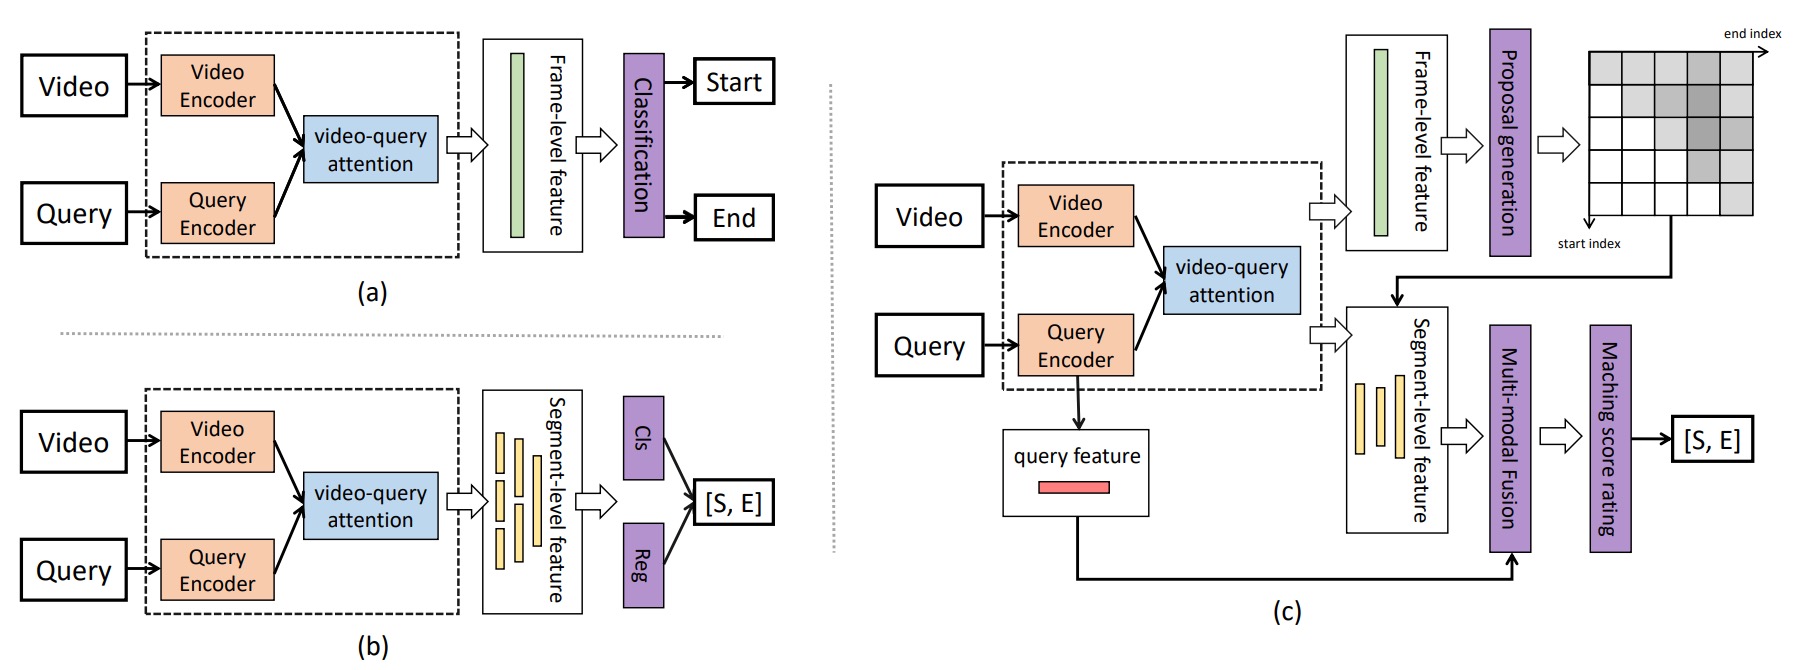 Video
Video
Encoder
Query
Query
Encoder
video-query
attention
Frame-level feature
Classification
Start
End
(a)
Video
Video
Encoder
Query
Query
Encoder
video-query
attention
Segment-level feature
Cls
Reg
[S, E]
(b)
Video
Video
Encoder
Query
Query
Encoder
video-query
attention
Frame-level feature
Proposal generation
end index
start index
query feature
Segment-level feature
Multi-modal Fusion
Maching score rating
[S, E]
(c)